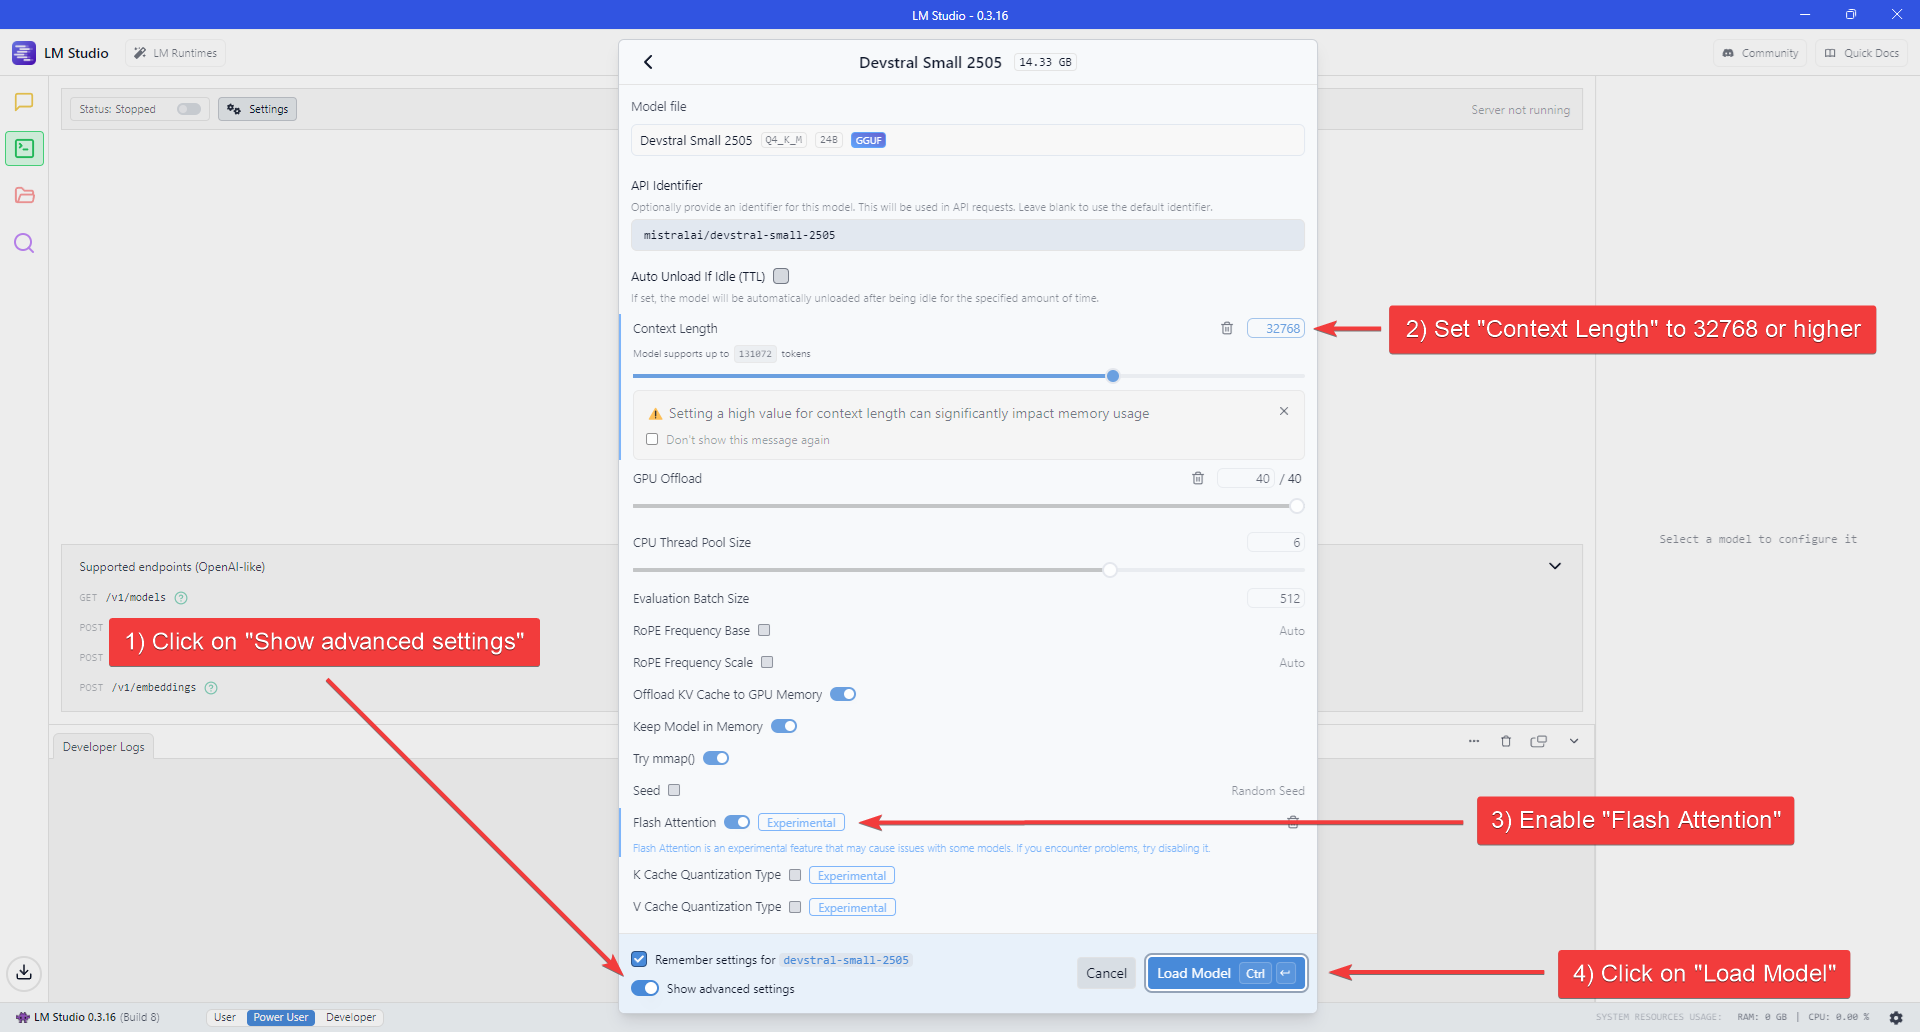 LM Studio - 0.3.16
LM Studio
LM Runtimes
Community
Quick Docs
Status: Stopped
Settings
Server not running
Devstral Small 2505 14.33 GB
Model file
Devstral Small 2505 Q4_K_M 24B GGUF
API Identifier
Optionally provide an identifier for this model. This will be used in API requests. Leave blank to use the default identifier.
mistralai/devstral-small-2505
Auto Unload If Idle (TTL)
If set, the model will be automatically unloaded after being idle for the specified amount of time.
Context Length 32768
2) Set "Context Length" to 32768 or higher
Model supports up to 131072 tokens
Setting a high value for context length can significantly impact memory usage
Don't show this message again
GPU Offload 40 / 40
CPU Thread Pool Size 6
Select a model to configure it
Supported endpoints (OpenAI-like)
GET /v1/models
POST
POST
POST /v1/embeddings
1) Click on "Show advanced settings"
Evaluation Batch Size 512
RoPE Frequency Base Auto
RoPE Frequency Scale Auto
Offload KV Cache to GPU Memory
Keep Model in Memory
Developer Logs
Try mmap()
Seed Random Seed
Flash Attention Experimental
3) Enable "Flash Attention"
Flash Attention is an experimental feature that may cause issues with some models. If you encounter problems, try disabling it.
K Cache Quantization Type Experimental
V Cache Quantization Type Experimental
Remember settings for devstral-small-2505
Show advanced settings
Cancel
Load Model Ctrl
4) Click on "Load Model"
LM Studio 0.3.16 (Build 8)
User Power User Developer
SYSTEM RESOURCES USAGE: RAM: 0 GB | CPU: 0.00 %